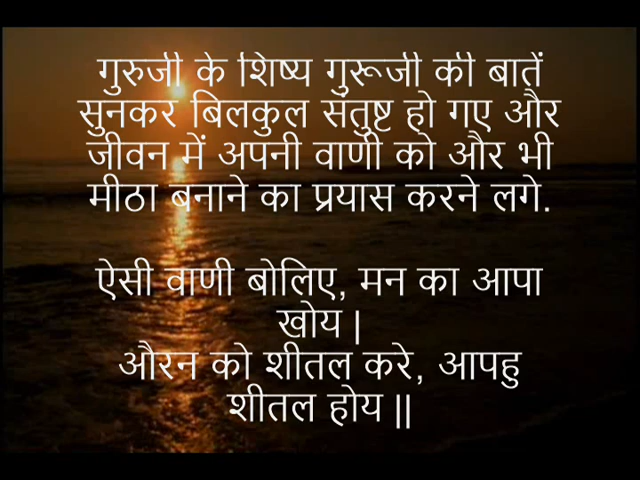 गुरुजी के शिष्य गुरूजी की बातें
सुनकर बिलकुल संतुष्ट हो गए और
जीवन में अपनी वाणी को और भी
मीठा बनाने का प्रयास करने लगे.
ऐसी वाणी बोलिए, मन का आपा
खोय |
औरन को शीतल करे, आपहु
शीतल होय ||